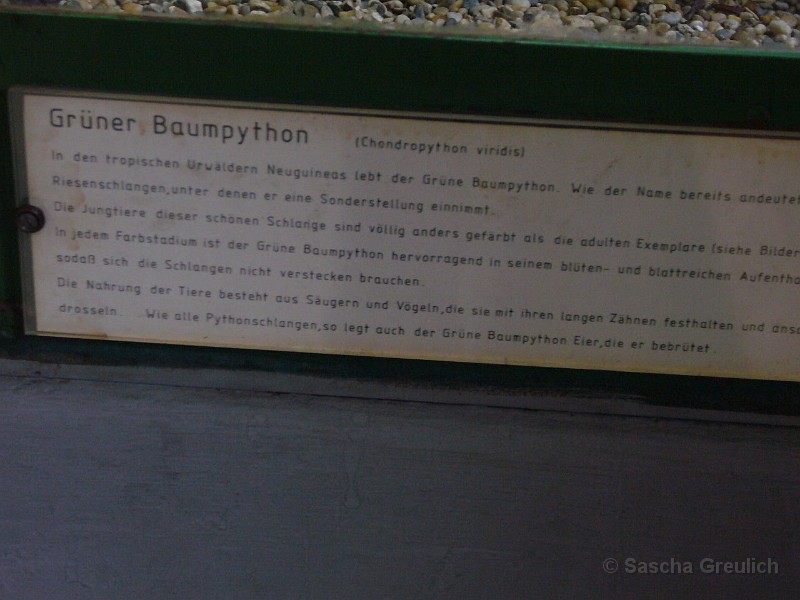 Grüner Baumpython (Chondropython viridis)
In den tropischen Urwäldern Neuguineas lebt der Grüne Baumpython. Wie der Name bereits andeutet
Riesenschlangen,unter denen er eine Sonderstellung einnimmt.
Die Jungtiere dieser schönen Schlange sind völlig anders gefärbt als die adulten Exemplare (siehe Bilder
In jedem Farbstadium ist der Grüne Baumpython hervorragend in seinem blüten- und blattreichen Aufentha
sodaß sich die Schlangen nicht verstecken brauchen.
Die Nahrung der Tiere besteht aus Säugern und Vögeln,die sie mit ihren langen Zähnen festhalten und ansc
drosseln. Wie alle Pythonschlangen,so legt auch der Grüne Baumpython Eier,die er bebrütet.
© Sascha Greulich